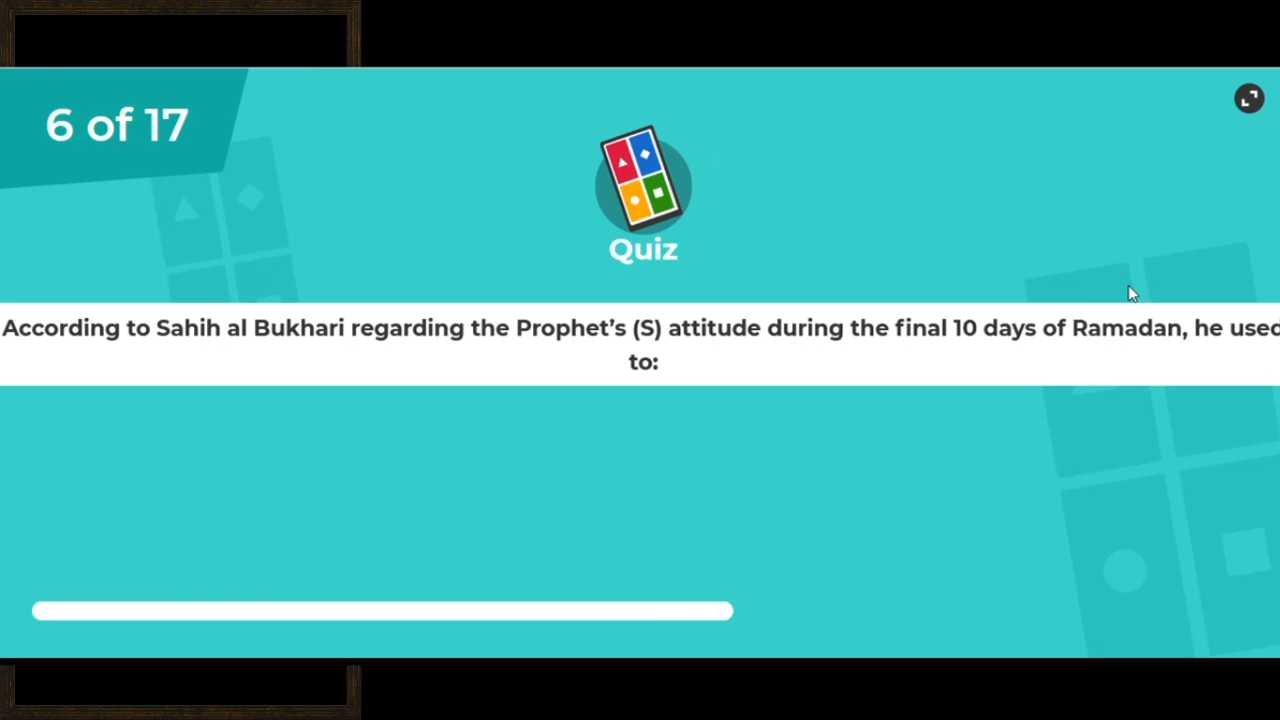 6 of 17
Quiz
According to Sahih al Bukhari regarding the Prophet’s (S) attitude during the final 10 days of Ramadan, he used
to: